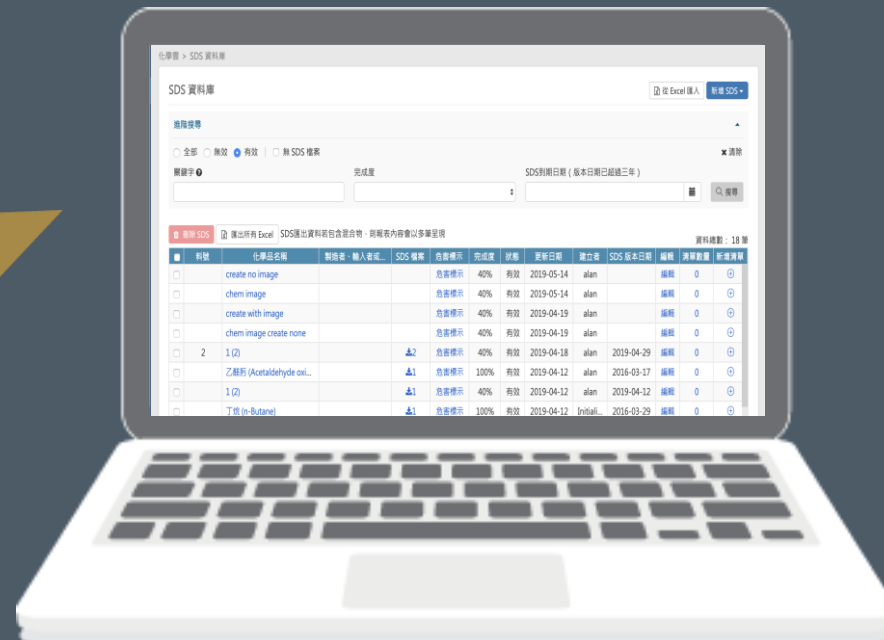 化學雲 > SDS 資料庫
SDS 資料庫 從 Excel 匯入 新增 SDS
進階搜尋
全部 無效 有效 無 SDS 檔案 清除
關鍵字 完成度 SDS到期日期 ( 版本日期已超過三年 )
搜尋
刪除 SDS 匯出所有 Excel SDS匯出資料若包含混合物，則報表內容會以多筆呈現
資料總數： 18 筆
料號 化學品名稱 製造者、輸入者或... SDS 檔案 危害標示 完成度 狀態 更新日期 建立者 SDS 版本日期 編輯 清單數量 新增清單
create no image 危害標示 40% 有效 2019-05-14 alan 編輯 0
chem image 危害標示 40% 有效 2019-05-14 alan 編輯 0
create with image 危害標示 40% 有效 2019-04-19 alan 編輯 0
chem image create none 危害標示 40% 有效 2019-04-19 alan 編輯 0
2 1 (2) 2 危害標示 40% 有效 2019-04-18 alan 2019-04-29 編輯 0
乙醛肟 (Acetaldehyde oxi... 1 危害標示 100% 有效 2019-04-12 alan 2016-03-17 編輯 0
1 (2) 1 危害標示 40% 有效 2019-04-12 alan 2019-04-12 編輯 0
丁烷 (n-Butane) 1 危害標示 100% 有效 2019-04-12 Initiali... 2016-03-29 編輯 0